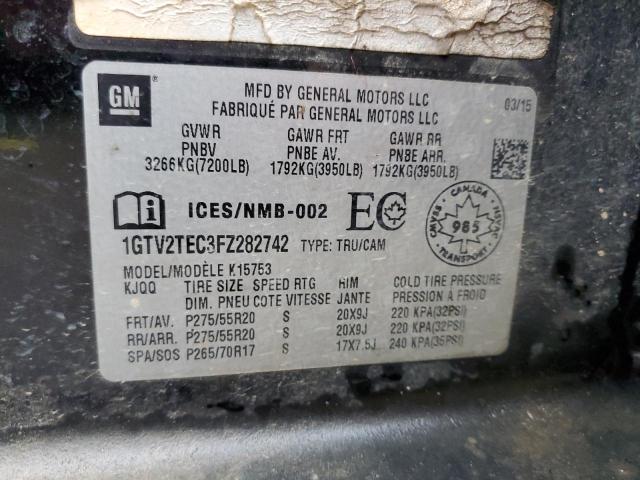 GM
MFD BY GENERAL MOTORS LLC
FABRIQUÉ PAR GENERAL MOTORS LLC
03/15
GVWR GAWR FRT GAWR RR
PNBV PNBE AV. PNBE ARR.
3266KG(7200LB) 1792KG(3950LB) 1792KG(3950LB)
ICES/NMB-002 EC
CANADA
985
TRANSPORT
1GTV2TEC3FZ282742 TYPE: TRU/CAM
MODEL/MODÈLE K15753
KJQQ TIRE SIZE SPEED RTG RIM COLD TIRE PRESSURE
DIM. PNEU COTE VITESSE JANTE PRESSION À FROID
FRT/AV. P275/55R20 S 20X9J 220 KPA(32PSI)
RR/ARR. P275/55R20 S 20X9J 220 KPA(32PSI)
SPA/SOS P265/70R17 S 17X7.5J 240 KPA(35PSI)